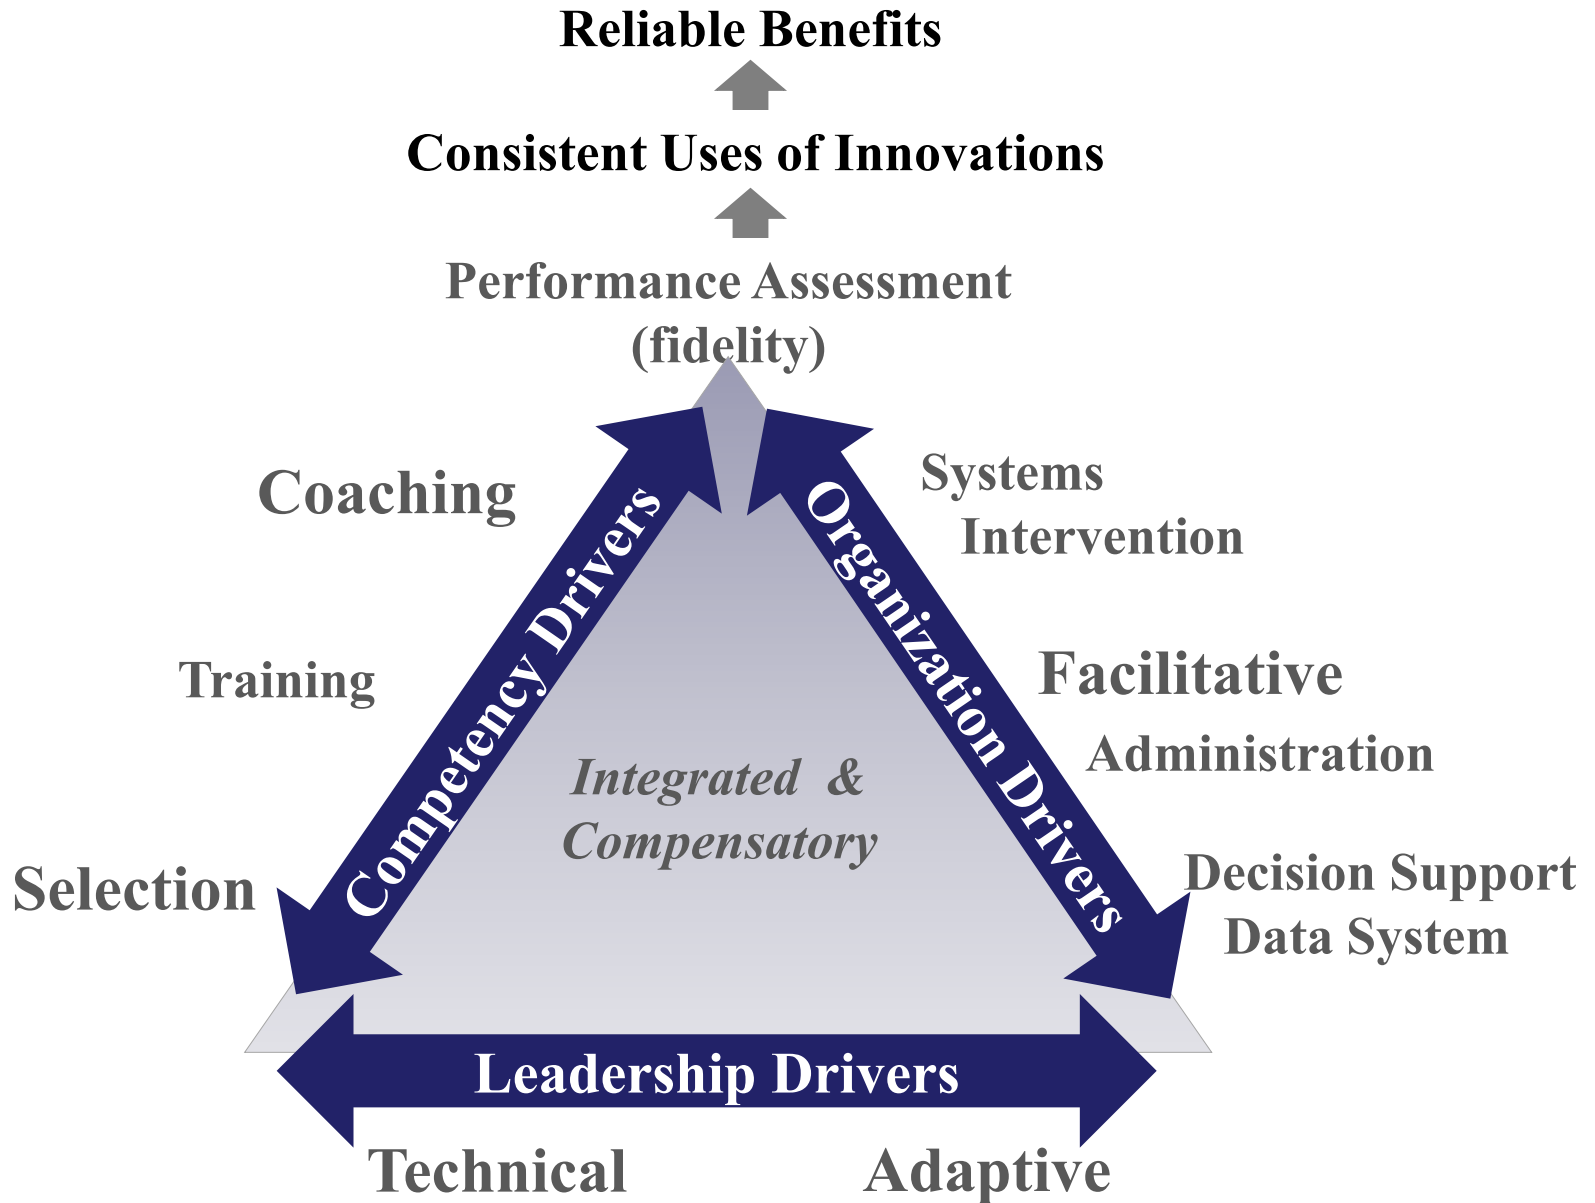 Reliable Benefits
Consistent Uses of Innovations
Performance Assessment
(fidelity)
Coaching
Training
Selection
Competency Drivers
Organization Drivers
Systems
Intervention
Facilitative
Administration
Decision Support
Data System
Integrated &
Compensatory
Leadership Drivers
Technical
Adaptive